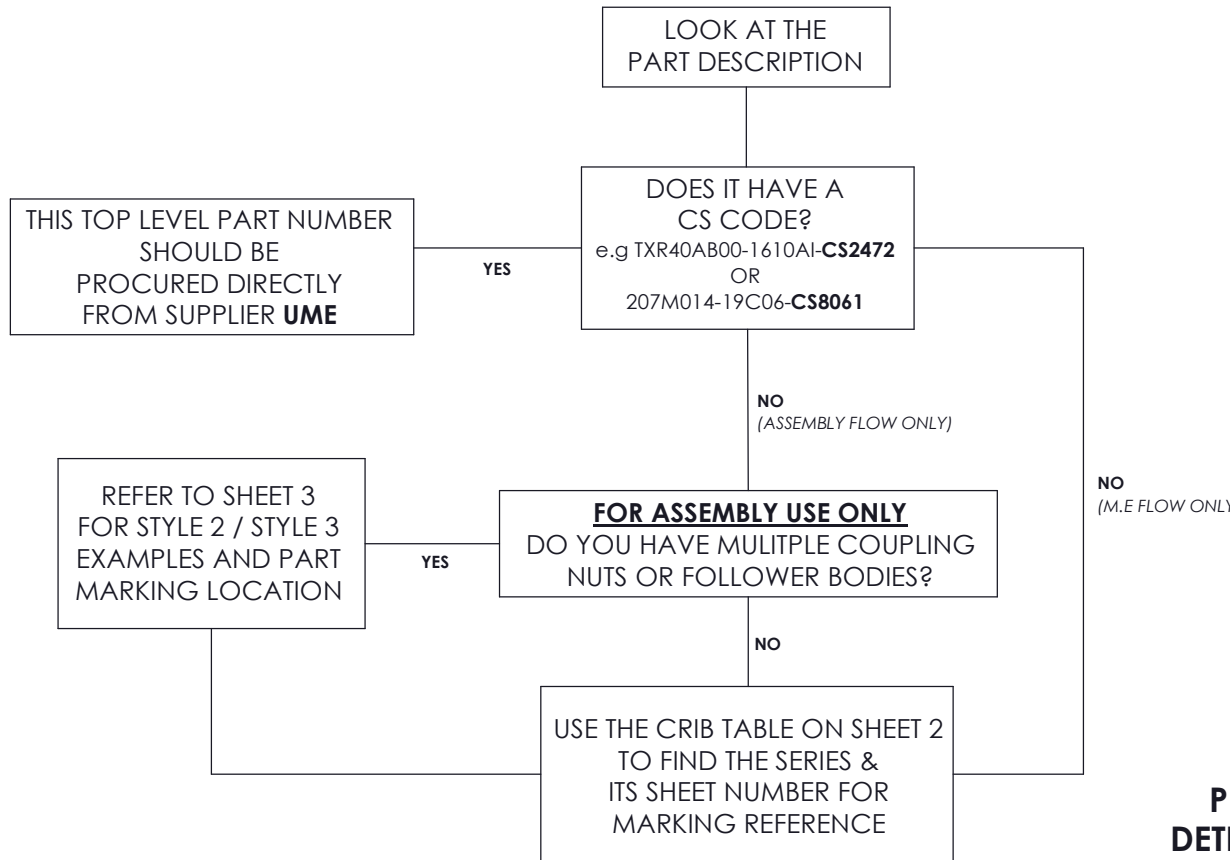 LOOK AT THE
PART DESCRIPTION
DOES IT HAVE A
CS CODE?
e.g TXR40AB00-1610AI-CS2472
OR
207M014-19C06-CS8061
THIS TOP LEVEL PART NUMBER
SHOULD BE
PROCURED DIRECTLY
FROM SUPPLIER UME
YES
NO
(ASSEMBLY FLOW ONLY)
NO
(M.E FLOW ONLY
REFER TO SHEET 3
FOR STYLE 2 / STYLE 3
EXAMPLES AND PART
MARKING LOCATION
YES
FOR ASSEMBLY USE ONLY
DO YOU HAVE MULITPLE COUPLING
NUTS OR FOLLOWER BODIES?
NO
USE THE CRIB TABLE ON SHEET 2
TO FIND THE SERIES &
ITS SHEET NUMBER FOR
MARKING REFERENCE